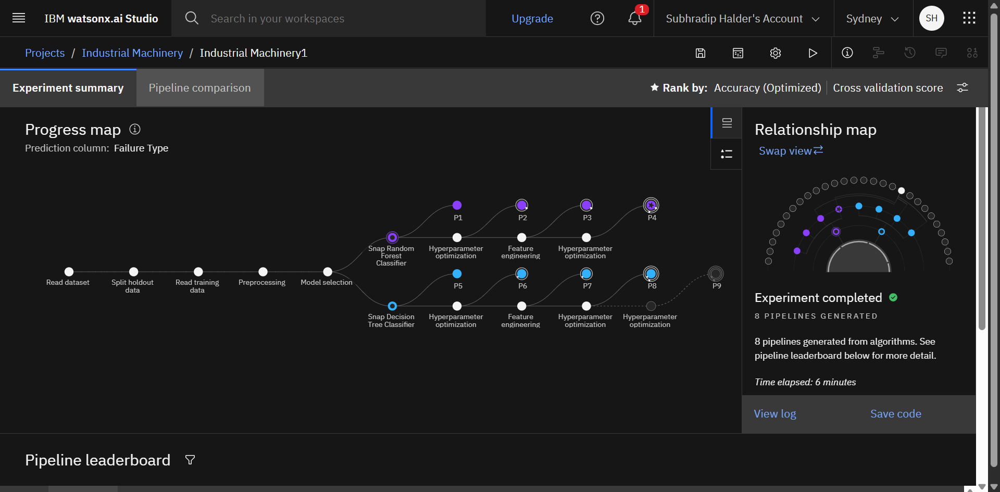 IBM watsonx.ai Studio
Search in your workspaces
Upgrade
1
Subhradip Halder's Account
Sydney
SH
Projects / Industrial Machinery / Industrial Machinery1
Experiment summary
Pipeline comparison
Rank by: Accuracy (Optimized) | Cross validation score
Progress map
Prediction column: Failure Type
P1
P2
P3
P4
Snap Random
Forest
Classifier
Hyperparameter
optimization
Feature
engineering
Hyperparameter
optimization
Read dataset
Split holdout
data
Read training
data
Preprocessing
Model selection
P5
P6
P7
P8
P9
Snap Decision
Tree Classifier
Hyperparameter
optimization
Feature
engineering
Hyperparameter
optimization
Hyperparameter
optimization
Relationship map
Swap view
Experiment completed
8 PIPELINES GENERATED
8 pipelines generated from algorithms. See
pipeline leaderboard below for more detail.
Time elapsed: 6 minutes
View log
Save code
Pipeline leaderboard